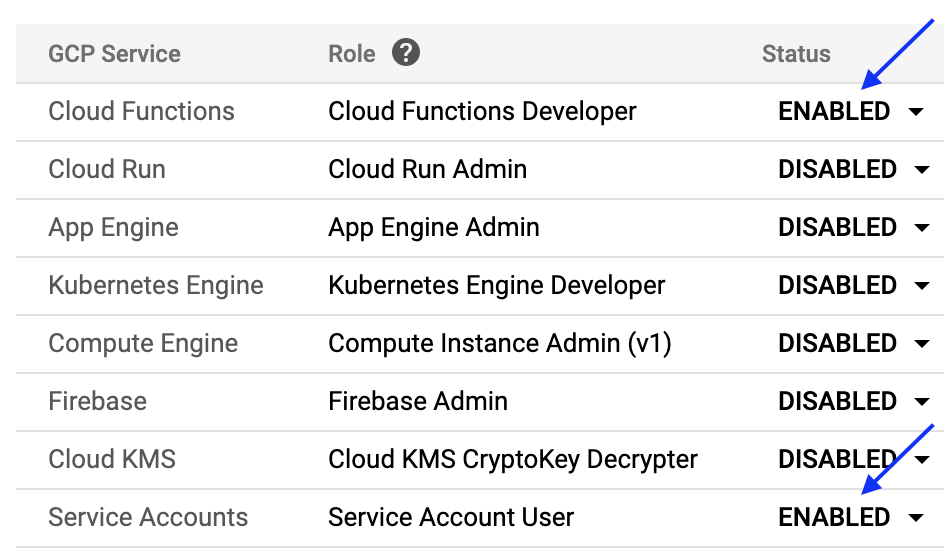 GCP Service Role ? Status
Cloud Functions Cloud Functions Developer ENABLED
Cloud Run Cloud Run Admin DISABLED
App Engine App Engine Admin DISABLED
Kubernetes Engine Kubernetes Engine Developer DISABLED
Compute Engine Compute Instance Admin (v1) DISABLED
Firebase Firebase Admin DISABLED
Cloud KMS Cloud KMS CryptoKey Decrypter DISABLED
Service Accounts Service Account User ENABLED